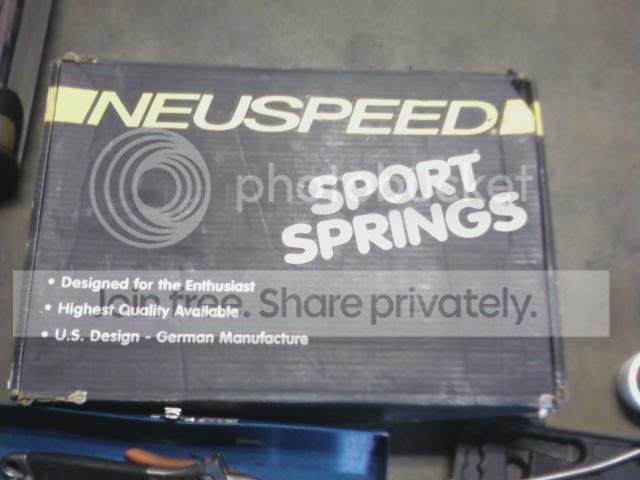 NEUSPEED®
photobucket
SPORT
SPRINGS
• Designed for the Enthusiast
• Highest Quality Available
Join free. Share privately.
• U.S. Design - German Manufacture